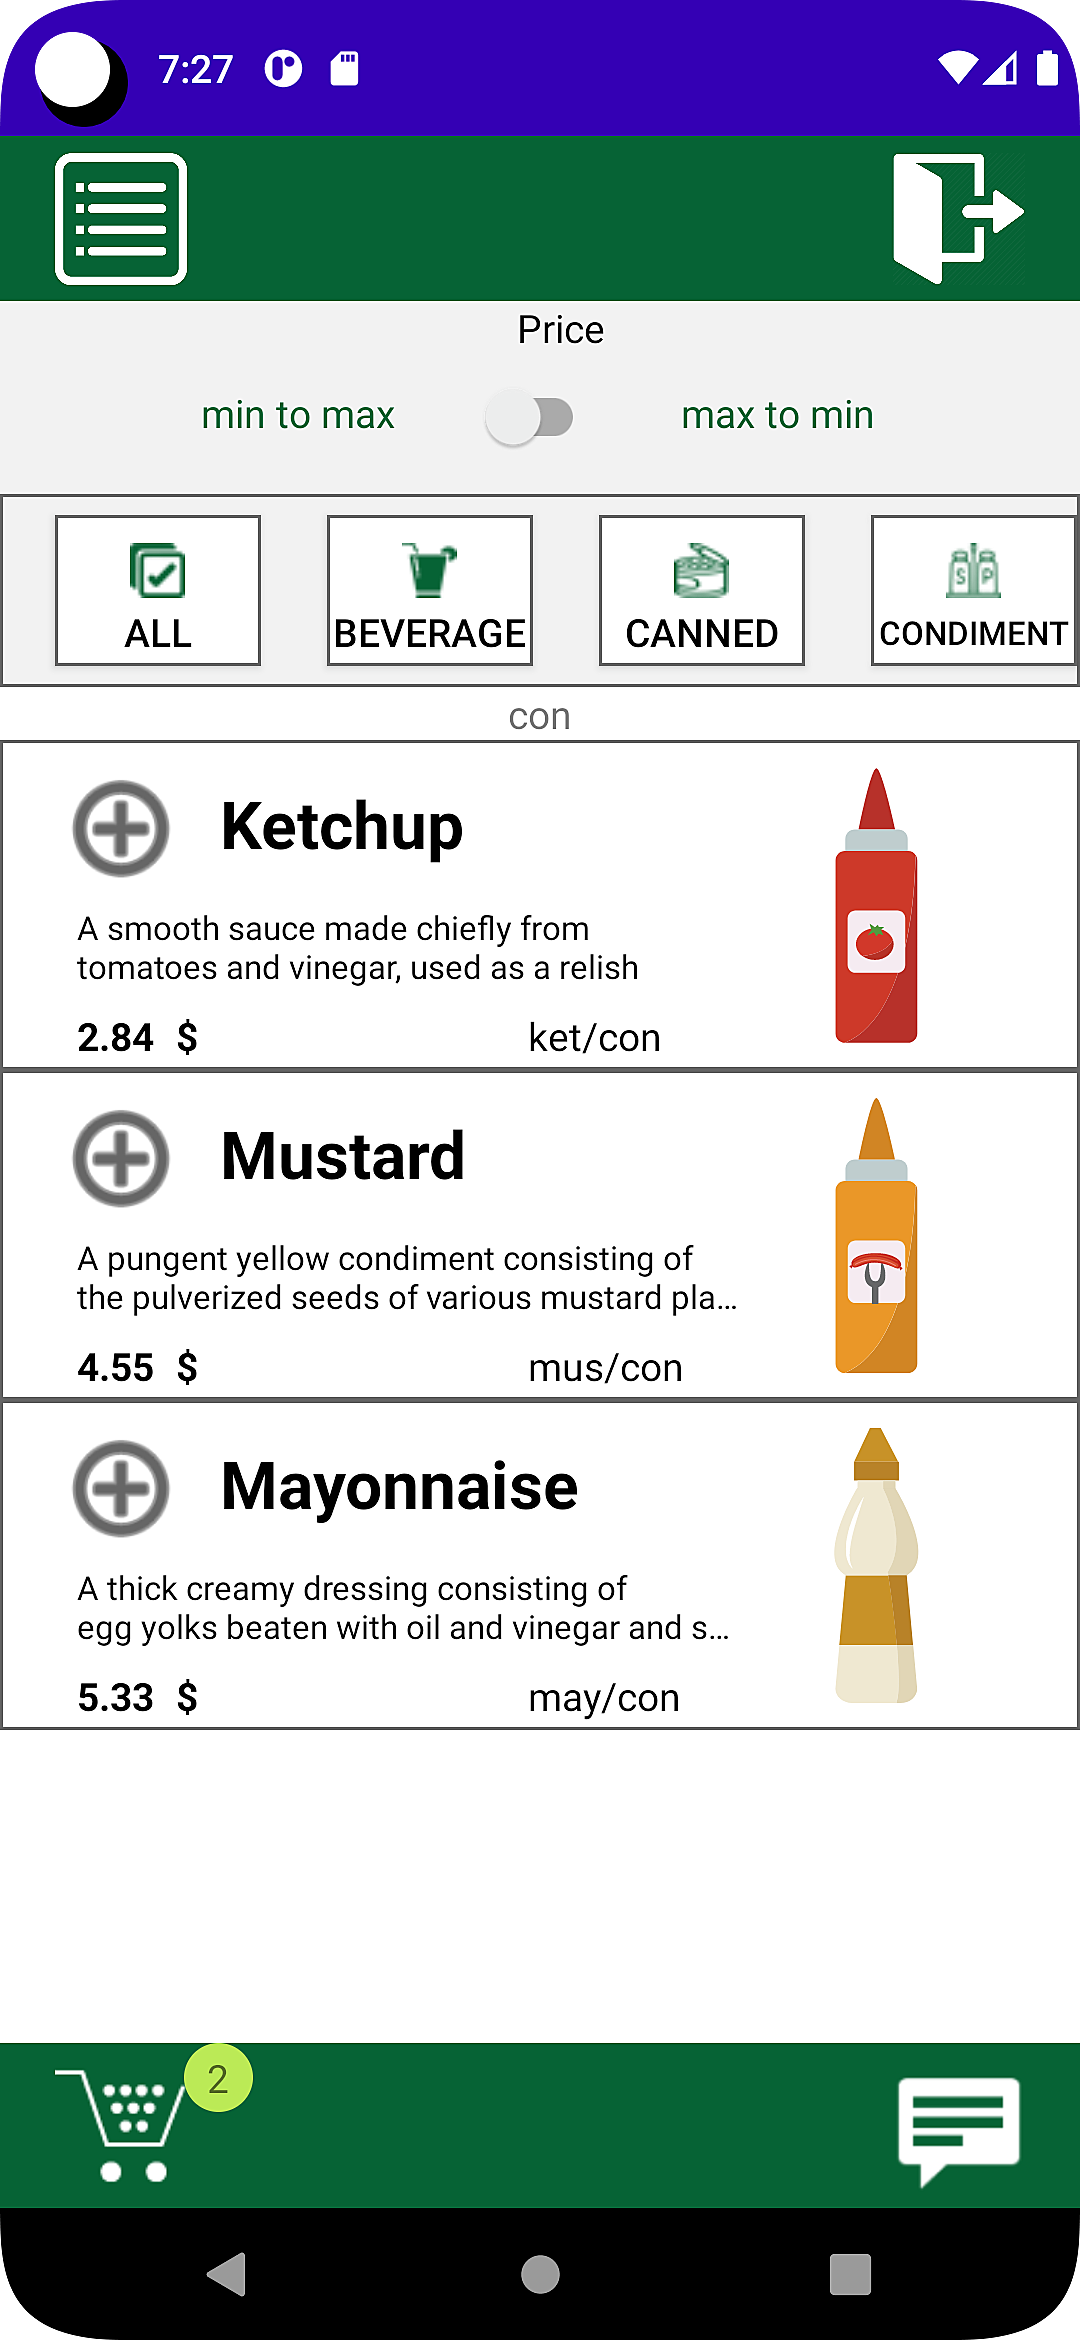 7:27
Price
min to max
max to min
ALL
BEVERAGE
CANNED
CONDIMENT
con
Ketchup
A smooth sauce made chiefly from
tomatoes and vinegar, used as a relish
2.84 $
ket/con
Mustard
A pungent yellow condiment consisting of
the pulverized seeds of various mustard pla...
4.55 $
mus/con
Mayonnaise
A thick creamy dressing consisting of
egg yolks beaten with oil and vinegar and s...
5.33 $
may/con
2